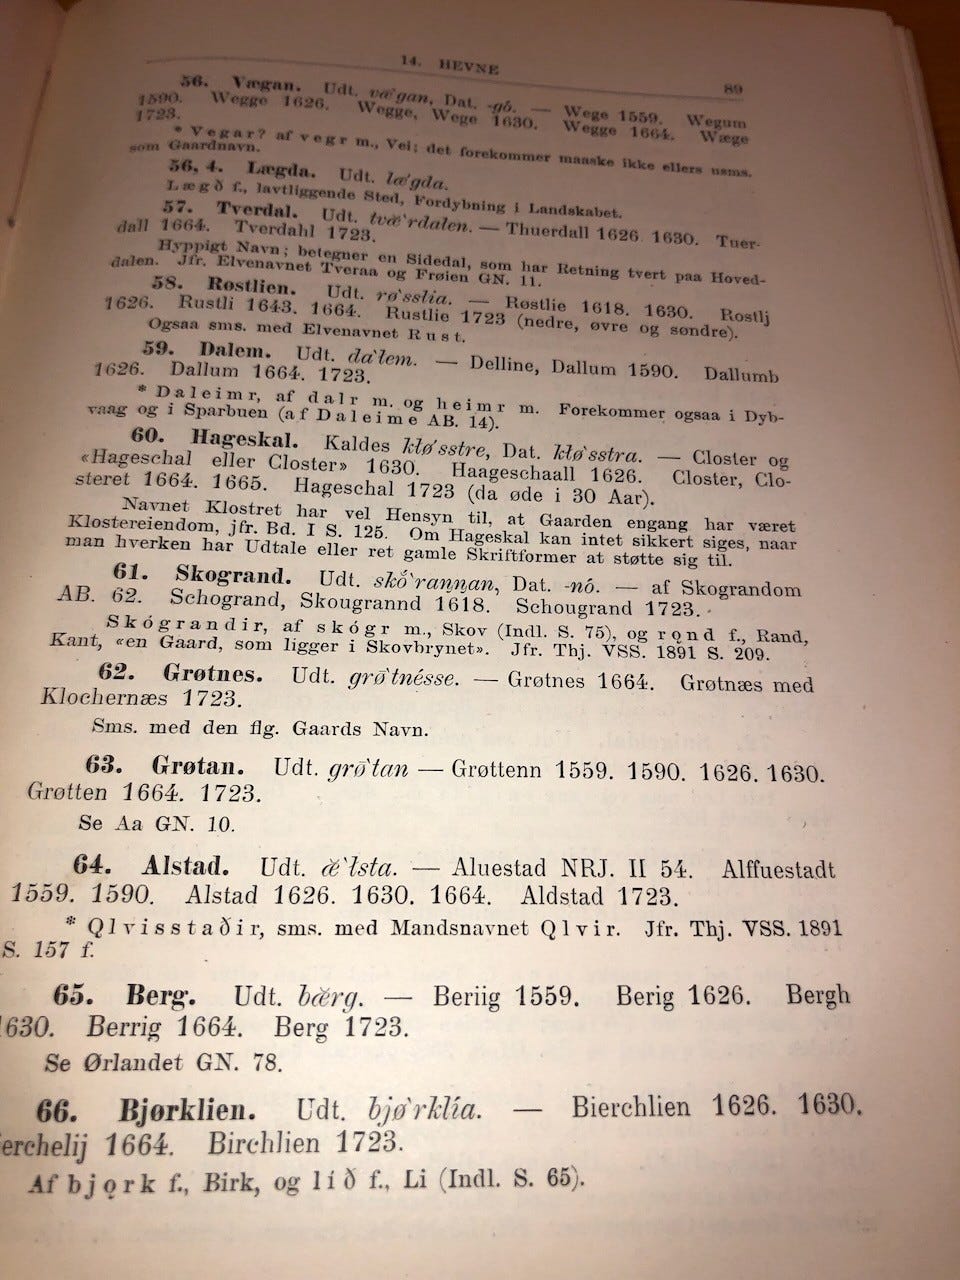 14. HEVNE 89
56. Vægan. Udt. væ̀gan, Dat. -gȯ. — Wege 1559. Wegum
1590. Wegge 1626. Wegge, Wege 1630. Wegge 1664. Wæge
1723.
* Vegar? af vegr m., Vei; det forekommer maaske ikke ellers usms.
som Gaardnavn.
56, 4. Lægda. Udt. læ̀gda.
Lægð f., lavtliggende Sted, Fordybning i Landskabet.
57. Tverdal. Udt. tvæ̀rdalen. — Thuerdall 1626. 1630. Tuer-
dall 1664. Tverdahl 1723.
Hyppigt Navn; betegner en Sidedal, som har Retning tvert paa Hoved-
dalen. Jfr. Elvenavnet Tveraa og Frøien GN. 11.
58. Røstlien. Udt. rø̀sslia. — Røstlie 1618. 1630. Rostlj
1626. Rustli 1643. 1664. Rustlie 1723 (nedre, øvre og søndre).
Ogsaa sms. med Elvenavnet Rust.
59. Dalem. Udt. da`lem. — Delline, Dallum 1590. Dallumb
1626. Dallum 1664. 1723.
* Daleimr, af dalr m. og heimr m. Forekommer ogsaa i Dyb-
vaag og i Sparbuen (af Daleime AB. 14).
60. Hageskal. Kaldes klø̀sstre, Dat. klø̀sstra. — Closter og
«Hageschal eller Closter» 1630. Haageschaall 1626. Closter, Clo-
steret 1664. 1665. Hageschal 1723 (da øde i 30 Aar).
Navnet Klostret har vel Hensyn til, at Gaarden engang har været
Klostereiendom, jfr. Bd. I S. 125. Om Hageskal kan intet sikkert siges, naar
man hverken har Udtale eller ret gamle Skriftformer at støtte sig til.
61. Skogrand. Udt. skȯ̀rannan, Dat. -nó. — af Skograndom
AB. 62. Schogrand, Skougrannd 1618. Schougrand 1723.
Skógrandir, af skógr m., Skov (Indl. S. 75), og rǫnd f., Rand,
Kant, «en Gaard, som ligger i Skovbrynet». Jfr. Thj. VSS. 1891 S. 209.
62. Grøtnes. Udt. grø̀tnésse. — Grøtnes 1664. Grøtnæs med
Klochernæs 1723.
Sms. med den flg. Gaards Navn.
63. Grøtan. Udt. grø̀tan — Grøttenn 1559. 1590. 1626. 1630.
Grøtten 1664. 1723.
Se Aa GN. 10.
64. Alstad. Udt. æ̀lsta. — Aluestad NRJ. II 54. Alffuestadt
1559. 1590. Alstad 1626. 1630. 1664. Aldstad 1723.
* Ǫlvisstaðir, sms. med Mandsnavnet Ǫlvir. Jfr. Thj. VSS. 1891
S. 157 f.
65. Berg. Udt. bærg. — Beriig 1559. Berig 1626. Bergh
1630. Berrig 1664. Berg 1723.
Se Ørlandet GN. 78.
66. Bjørklien. Udt. bjø̀rklía. — Bierchlien 1626. 1630.
erchelij 1664. Birchlien 1723.
Af bjǫrk f., Birk, og líð f., Li (Indl. S. 65).